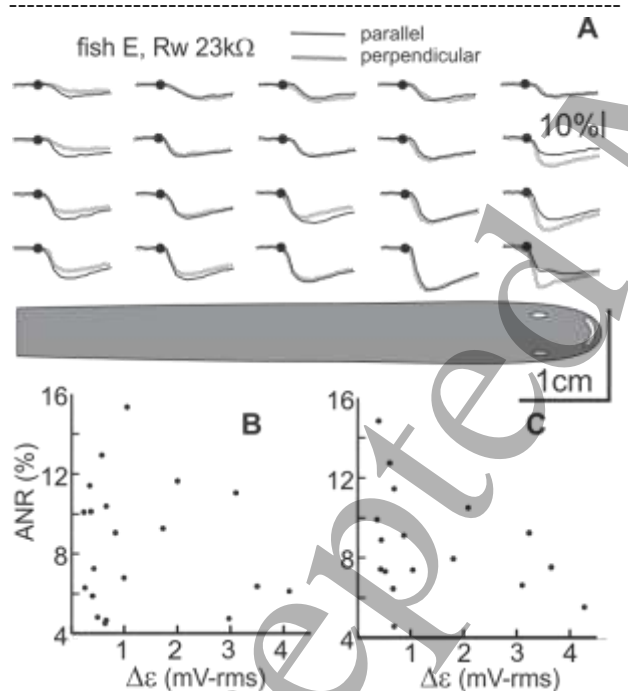 fish E, Rw 23kΩ
parallel
perpendicular
A
10%
1cm
16
12
8
4
ANR (%)
B
1 2 3 4
Δε (mV-rms)
16
12
8
4
C
1 2 3 4
Δε (mV-rms)